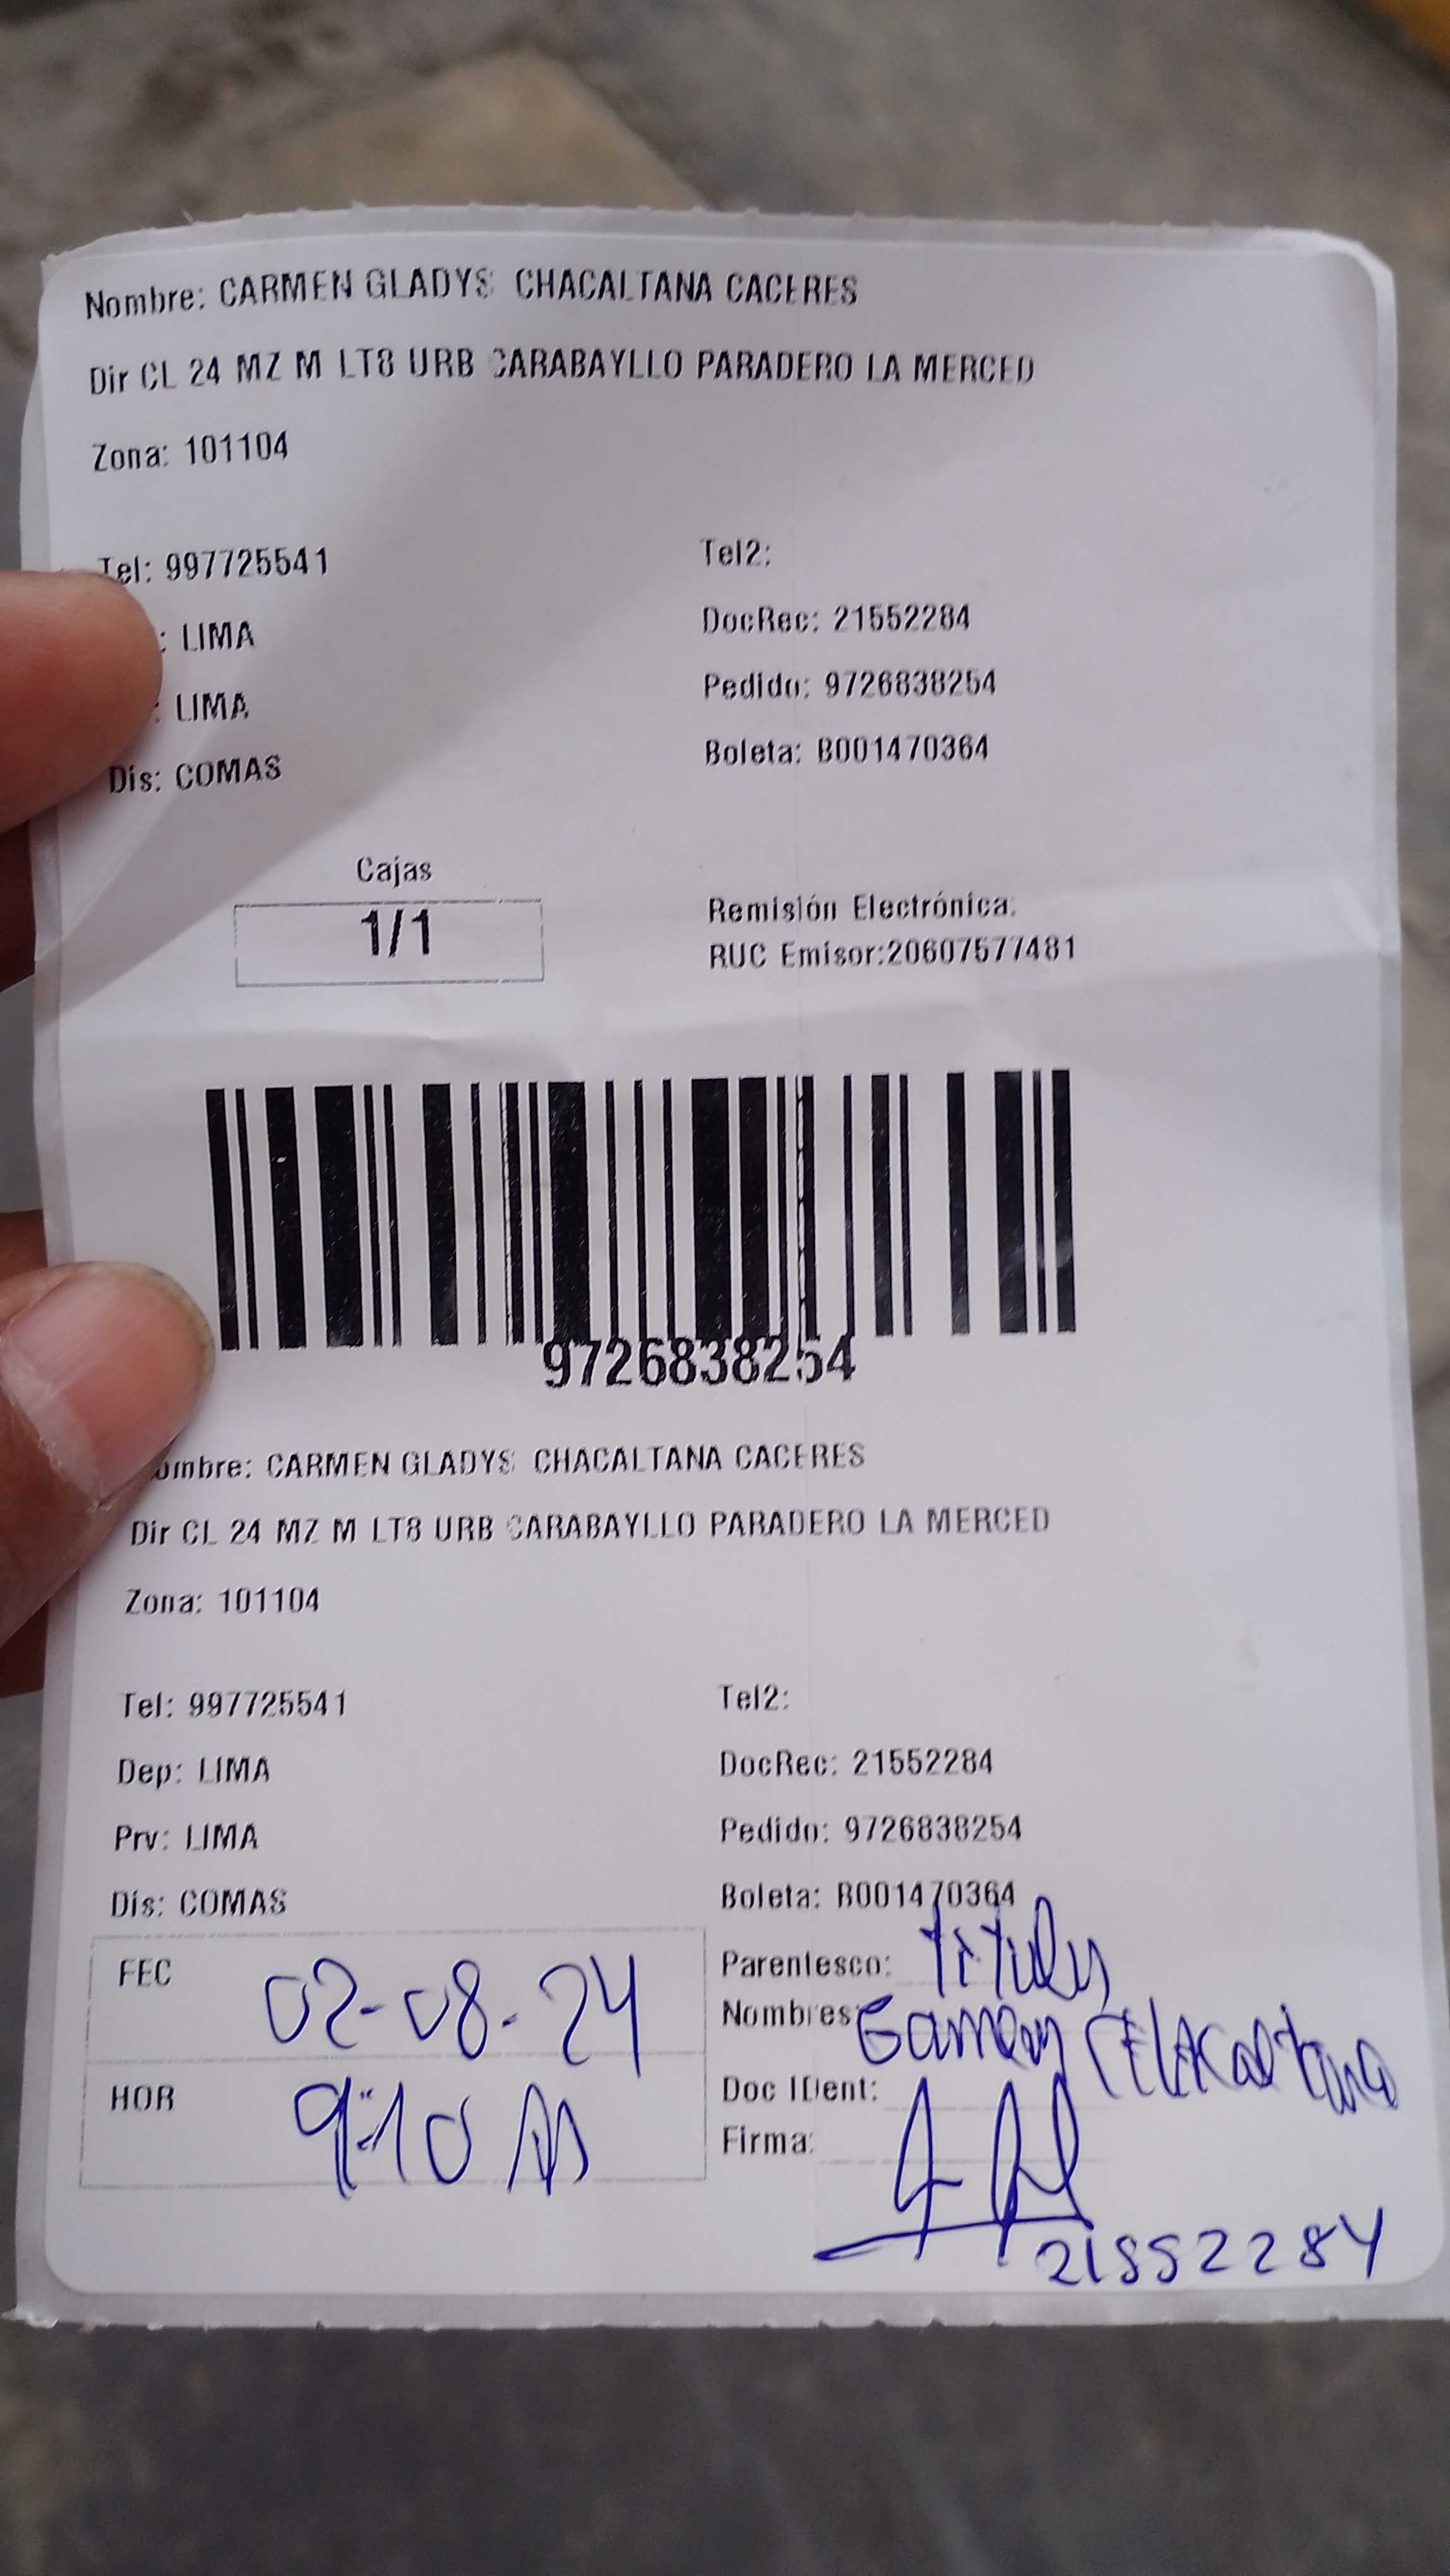 Nombre: CARMEN GLADYS CHACALTANA CACERES
Dir CL 24 MZ M LT8 URB CARABAYLLO PARADERO LA MERCED
Zona: 101104
Tel: 997725541
Tel2:
: LIMA
DocRec: 21552284
: LIMA
Pedido: 9726838254
Dis: COMAS
Boleta: B001470364
Cajas
1/1
Remisión Electrónica:
RUC Emisor:20607577481
9726838254
ombre: CARMEN GLADYS CHACALTANA CACERES
Dir CL 24 MZ M LT8 URB CARABAYLLO PARADERO LA MERCED
Zona: 101104
Tel: 997725541
Tel2:
Dep: LIMA
DocRec: 21552284
Prv: LIMA
Pedido: 9726838254
Dis: COMAS
Boleta: B001470364
FEC 02-08-24
Parentesco:
HOR 9:10
Nombres:
Doc IDent:
Firma:
21552284